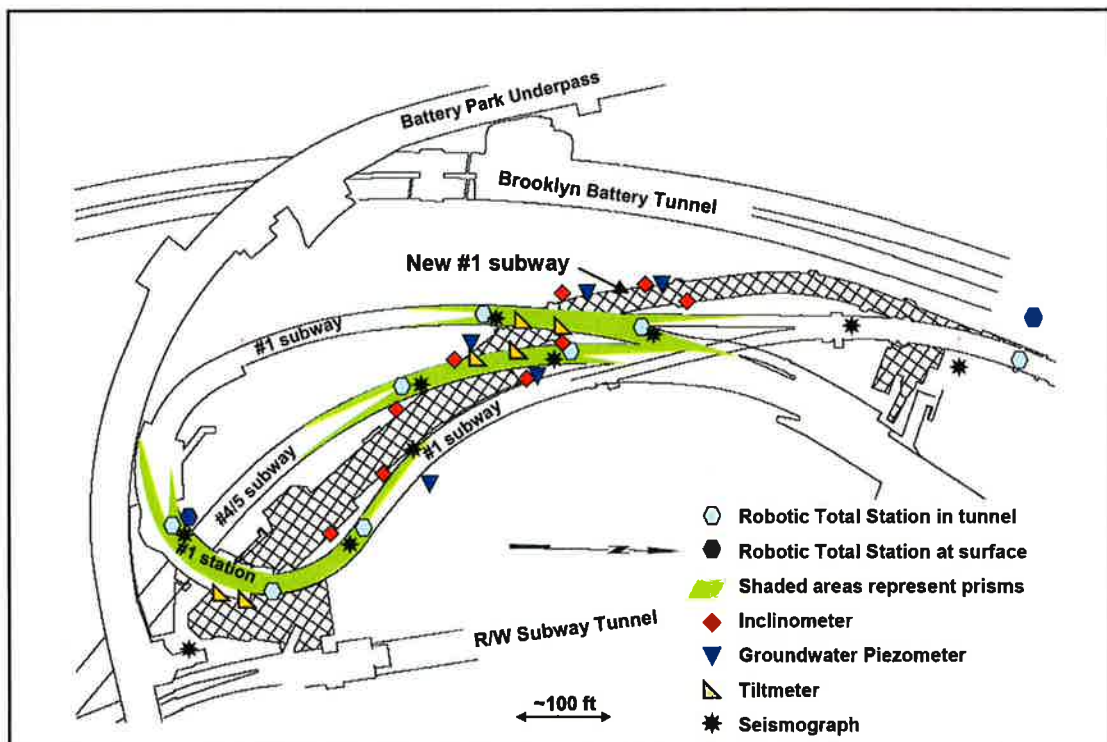 Battery Park Underpass
Brooklyn Battery Tunnel
New #1 subway
#1 subway
#4/5 subway
#1 subway
#1 station
R/W Subway Tunnel
N
~100 ft
Robotic Total Station in tunnel
Robotic Total Station at surface
Shaded areas represent prisms
Inclinometer
Groundwater Piezometer
Tiltmeter
Seismograph